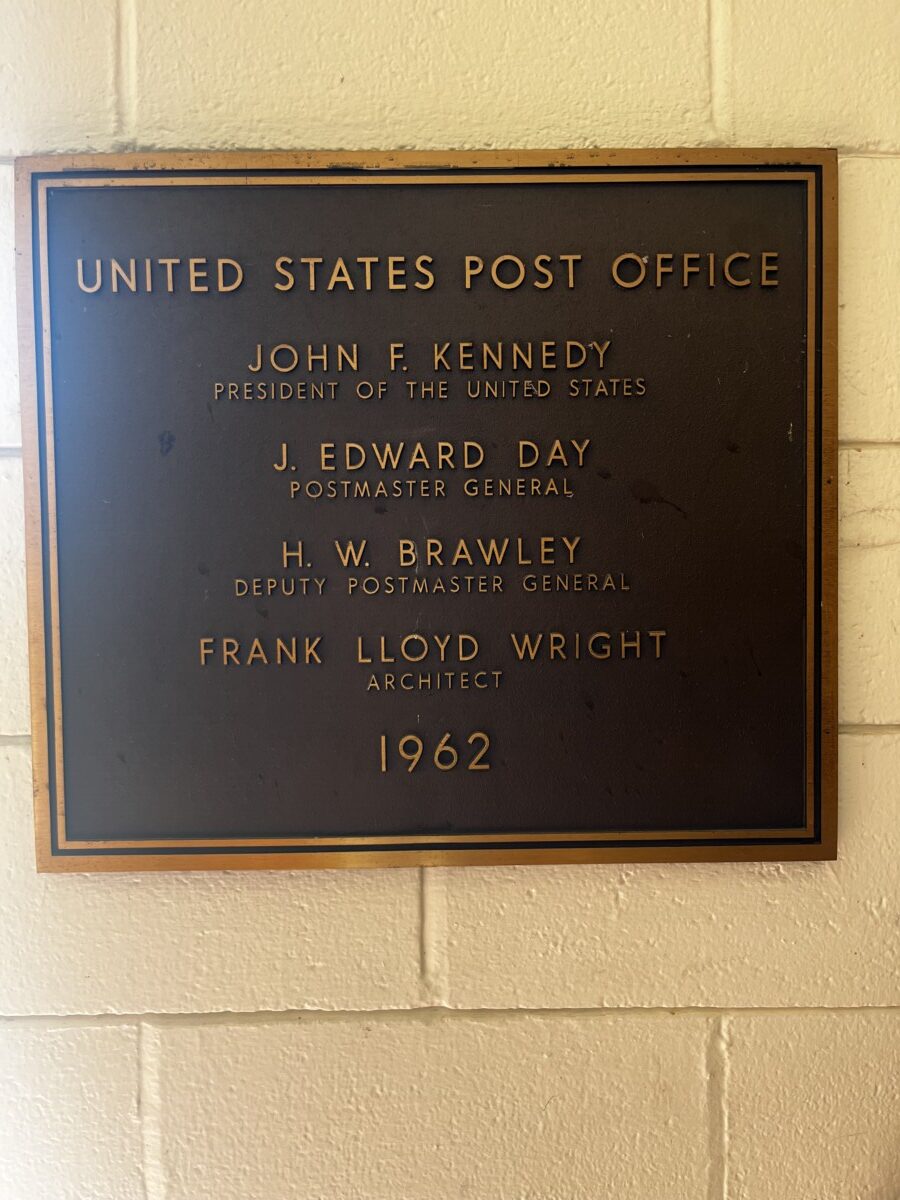 UNITED STATES POST OFFICE
JOHN F. KENNEDY
PRESIDENT OF THE UNITED STATES
J. EDWARD DAY
POSTMASTER GENERAL
H. W. BRAWLEY
DEPUTY POSTMASTER GENERAL
FRANK LLOYD WRIGHT
ARCHITECT
1962